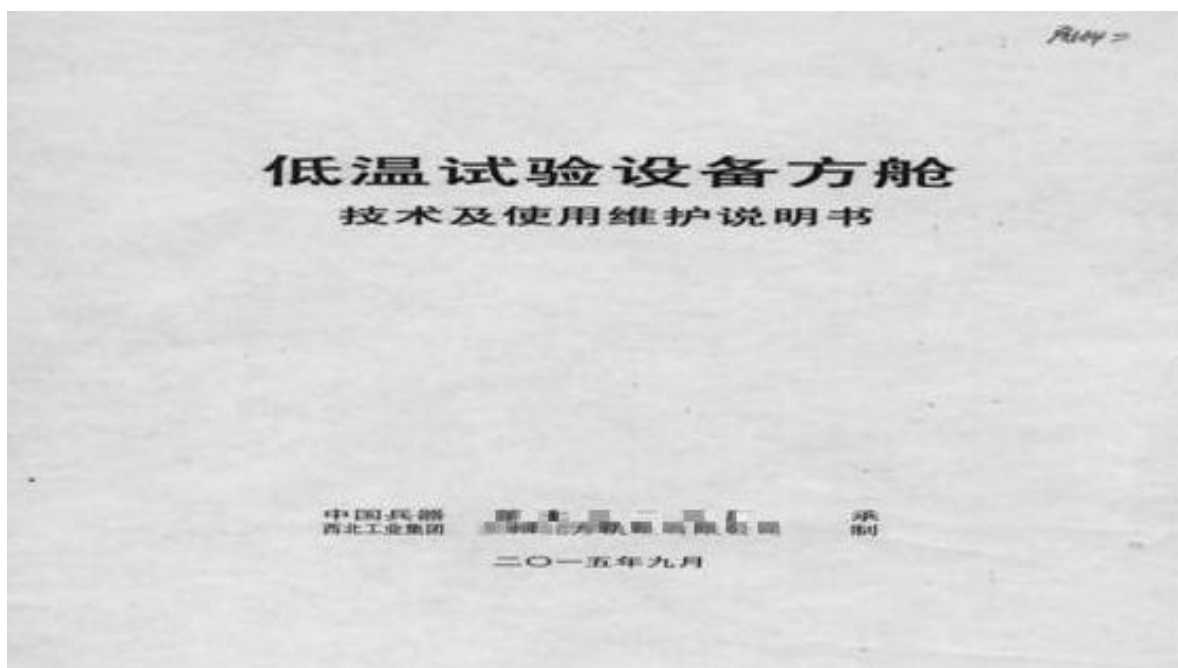 低温试验设备方舱
技术及使用维护说明书
中国兵器 承
西北工业集团 制
二〇一五年九月